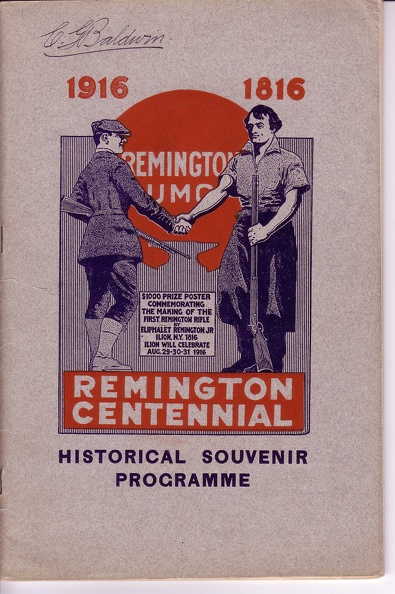 C G Baldwin.
1916 1816
REMINGTON
UMC
$1000 PRIZE POSTER
COMMEMORATING
THE MAKING OF THE
FIRST REMINGTON RIFLE
BY
ELIPHALET REMINGTON JR
ILION, N.Y. 1816
ILION WILL CELEBRATE
AUG. 29-30-31 1916
REMINGTON
CENTENNIAL
HISTORICAL SOUVENIR
PROGRAMME